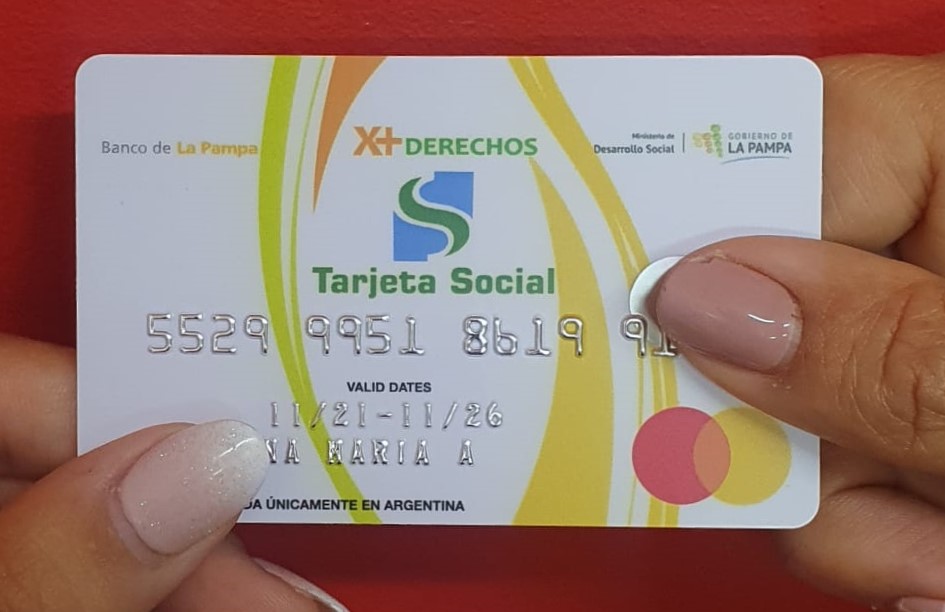 Banco de La Pampa
X+ DERECHOS
Ministerio de
Desarrollo Social
GOBIERNO DE
LA PAMPA
Tarjeta Social
5529 9951 8619 91
VALID DATES
11/21-11/26
MARIA A
ÚNICAMENTE EN ARGENTINA